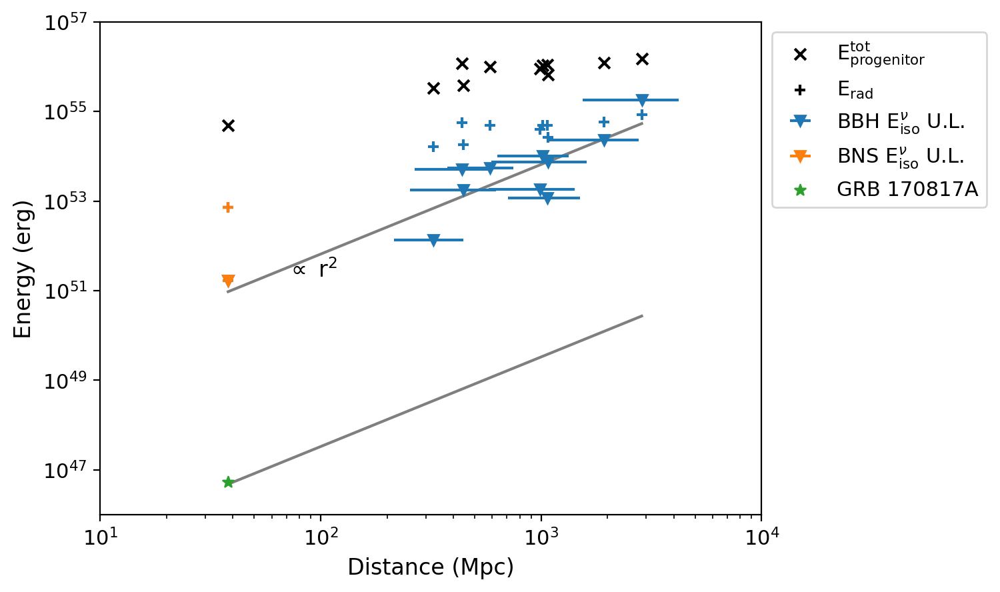 10^57
10^55
10^53
10^51
10^49
10^47
Energy (erg)
∝ r^2
10^1
10^2
10^3
10^4
Distance (Mpc)
E^tot_progenitor
E_rad
BBH E^ν_iso U.L.
BNS E^ν_iso U.L.
GRB 170817A